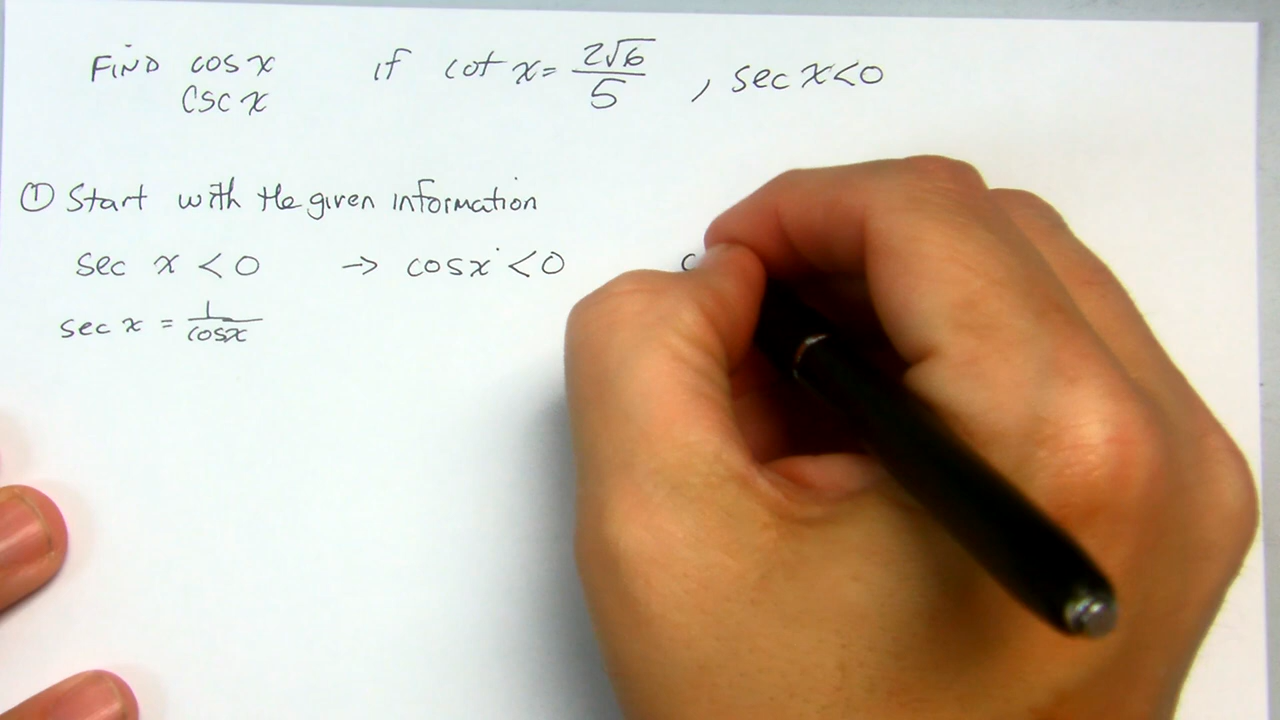 FIND cos x if cot x = 2√6/5 , sec x < 0
csc x
① Start with the given information
sec x < 0 → cos x < 0 c
sec x = 1/cos x